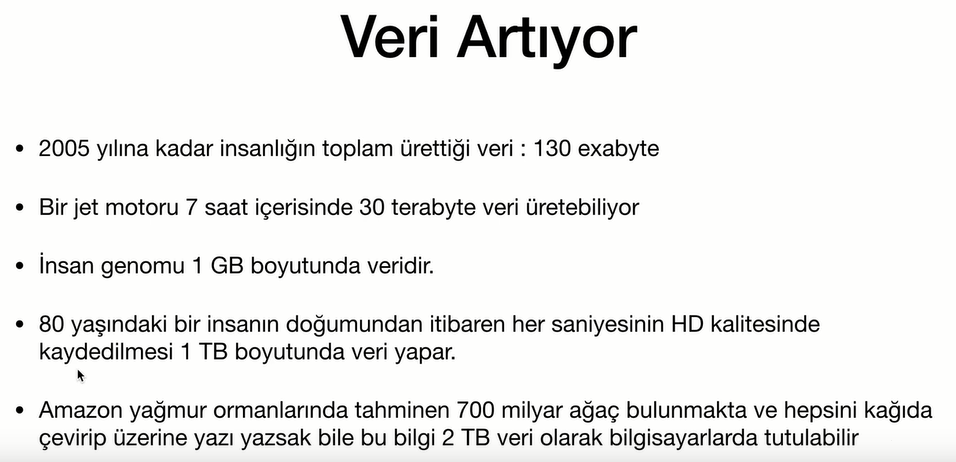 Veri Artıyor
• 2005 yılına kadar insanlığın toplam ürettiği veri : 130 exabyte
• Bir jet motoru 7 saat içerisinde 30 terabyte veri üretebiliyor
• İnsan genomu 1 GB boyutunda veridir.
• 80 yaşındaki bir insanın doğumundan itibaren her saniyesinin HD kalitesinde
kaydedilmesi 1 TB boyutunda veri yapar.
• Amazon yağmur ormanlarında tahminen 700 milyar ağaç bulunmakta ve hepsini kağıda
çevirip üzerine yazı yazsak bile bu bilgi 2 TB veri olarak bilgisayarlarda tutulabilir